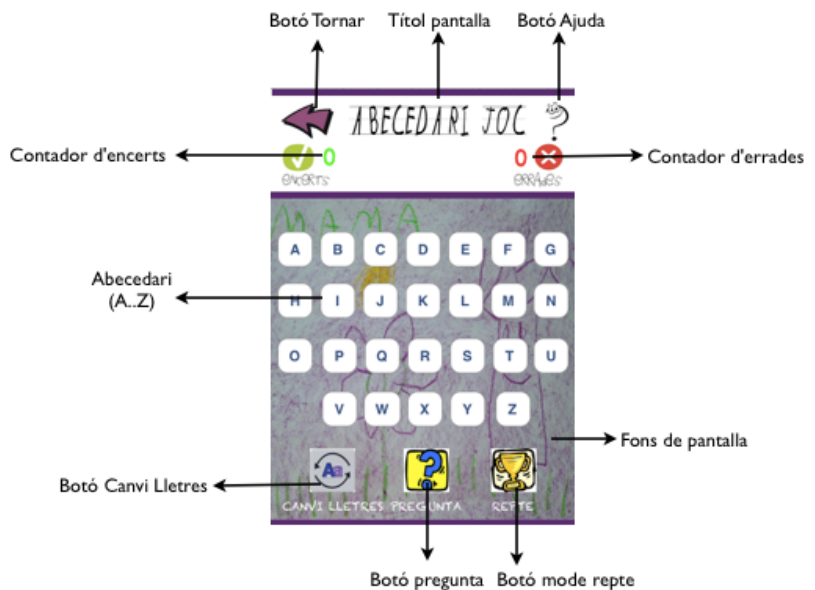 Botó Tornar Títol pantalla Botó Ajuda
ABECEDARI JOC
Contador d'encerts 0 0 Contador d'errades
ENCERTS ERRADES
MAMA
A B C D E F G
Abecedari
(A..Z)
H I J K L M N
O P Q R S T U
V W X Y Z
Fons de pantalla
Botó Canvi Lletres Aa
CANVI LLETRES PREGUNTA REPTE
Botó pregunta Botó mode repte